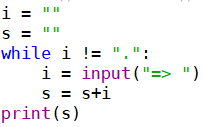 i = ""
s = ""
while i != ".":
    i = input("=> ")
    s = s+i
print(s)